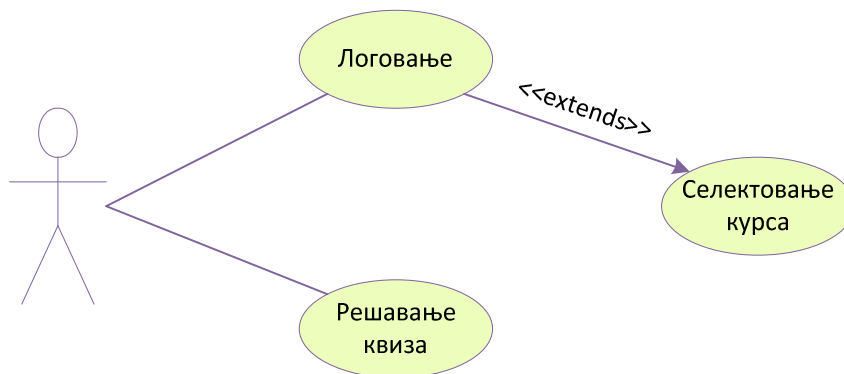 Логовање
<<extends>>
Селектовање
курса
Решавање
квиза